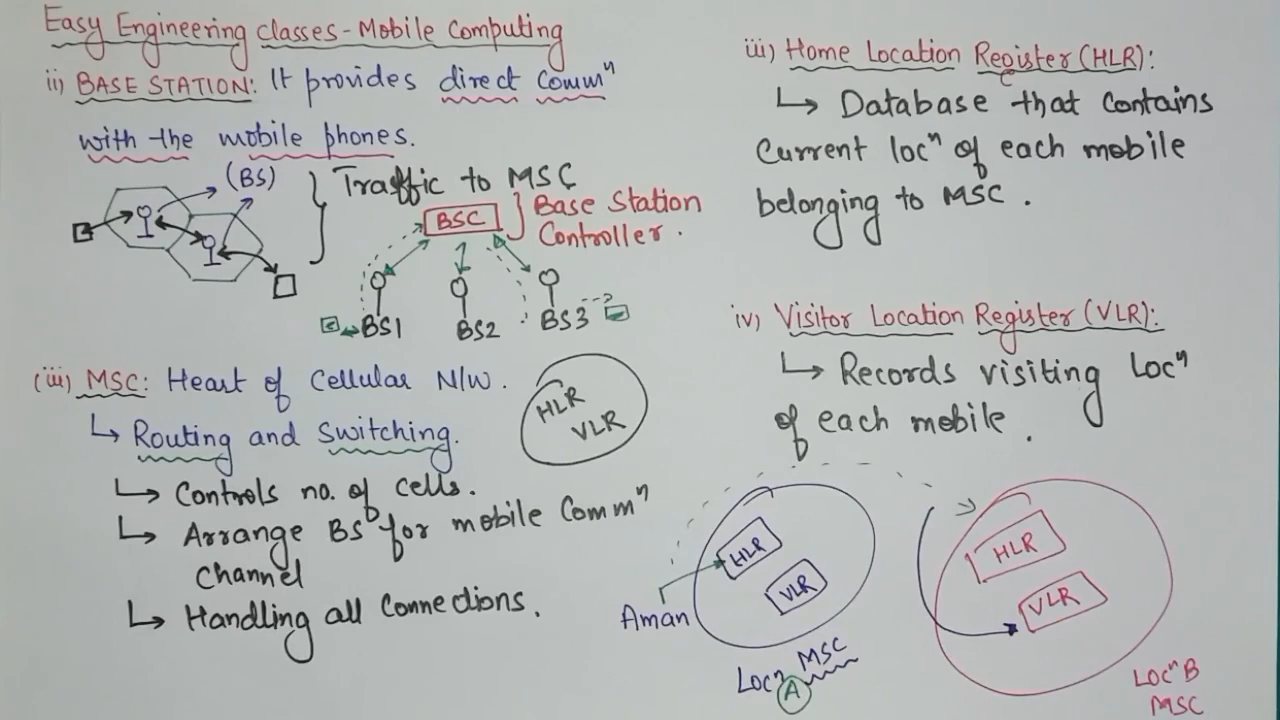 Easy Engineering classes - Mobile Computing
ii) BASE STATION: It provides direct Commⁿ
with the mobile phones.
(BS)
Traffic to MSC
BSC
Base Station
Controller.
BS1
BS2
BS3
(iii) MSC: Heart of Cellular N/W.
↳ Routing and Switching.
↳ Controls no. of cells.
↳ Arrange BS for mobile Commⁿ
Channel
↳ Handling all Connections.
HLR
VLR
iii) Home Location Register (HLR):
↳ Database that contains
Current locⁿ of each mobile
belonging to MSC.
iv) Visitor Location Register (VLR):
↳ Records visiting Locⁿ
of each mobile.
HLR
VLR
Aman
Locⁿ MSC
A
HLR
VLR
Locⁿ B
MSC